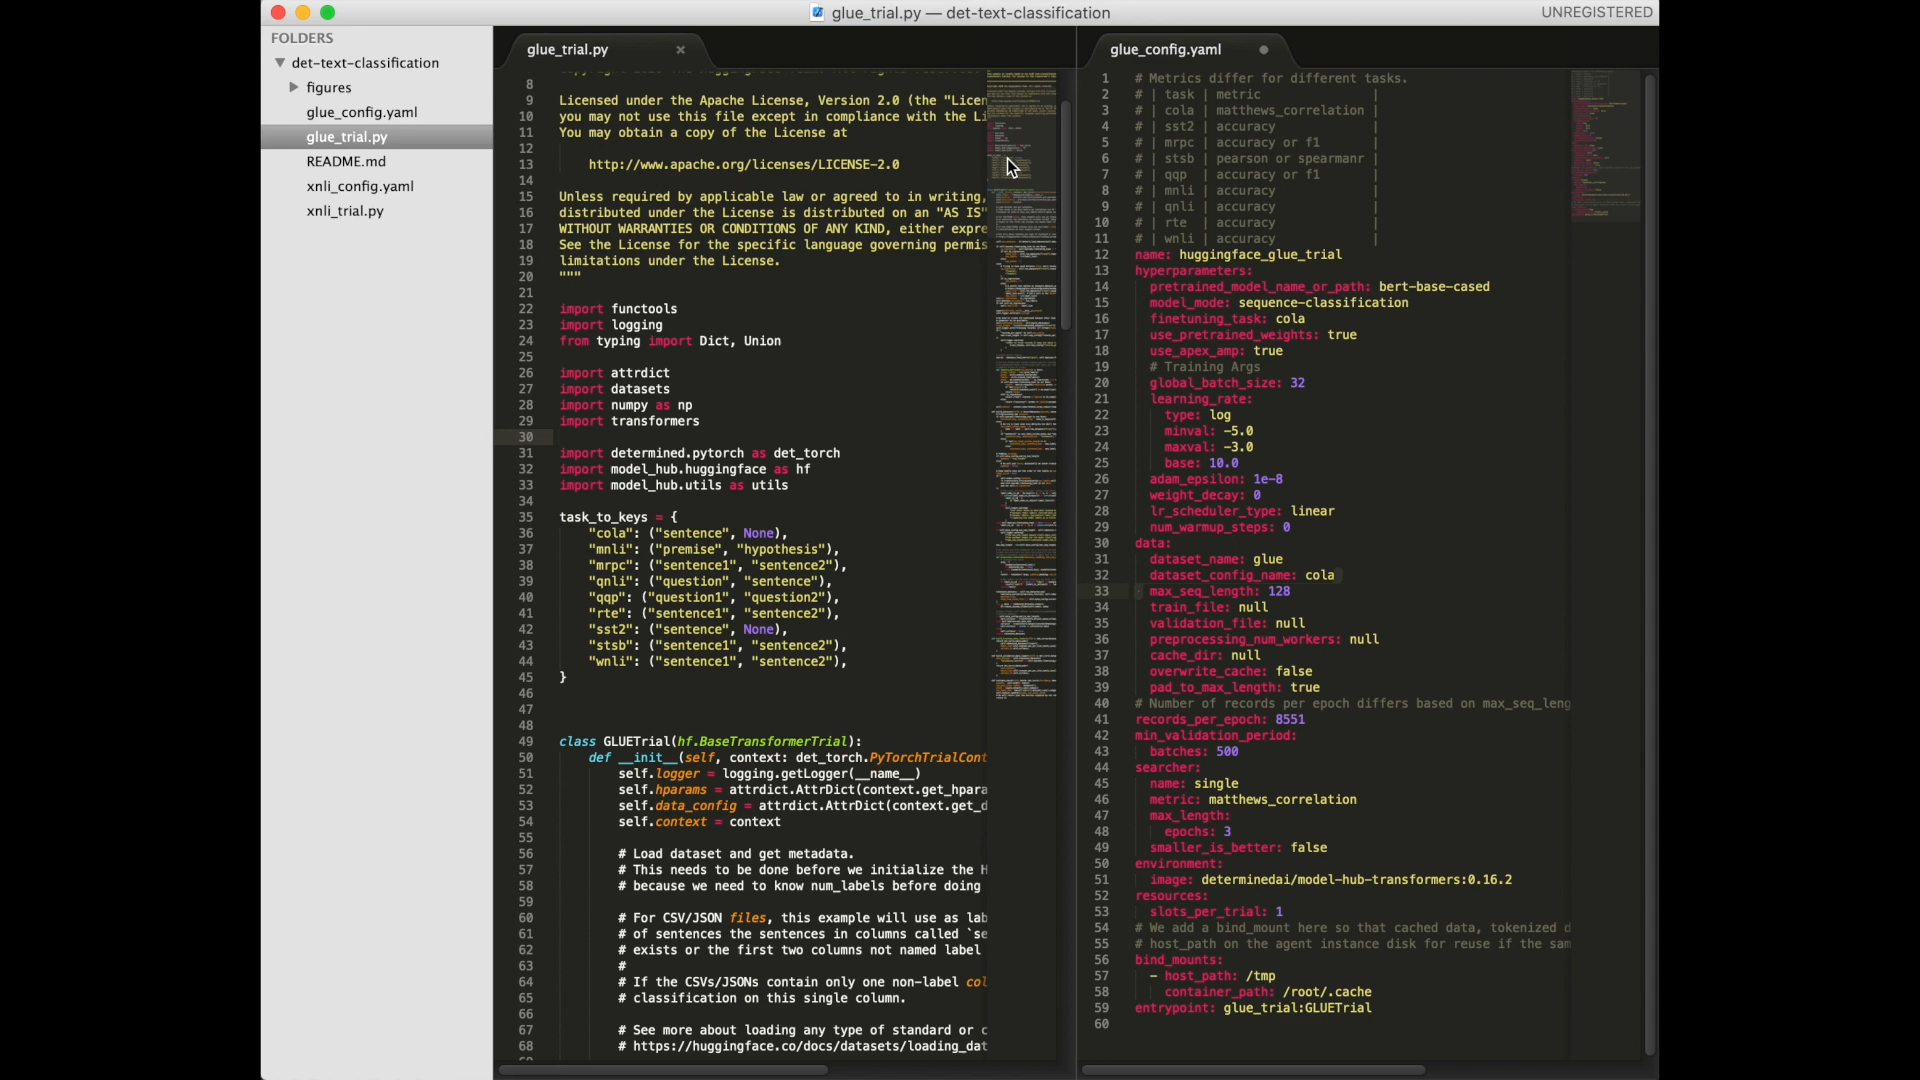 glue_trial.py — det-text-classification
UNREGISTERED
FOLDERS
det-text-classification
figures
glue_config.yaml
glue_trial.py
README.md
xnli_config.yaml
xnli_trial.py
glue_trial.py ×
8
9 Licensed under the Apache License, Version 2.0 (the "Licen
10 you may not use this file except in compliance with the Li
11 You may obtain a copy of the License at
12
13 http://www.apache.org/licenses/LICENSE-2.0
14
15 Unless required by applicable law or agreed to in writing,
16 distributed under the License is distributed on an "AS IS"
17 WITHOUT WARRANTIES OR CONDITIONS OF ANY KIND, either expre
18 See the License for the specific language governing permis
19 limitations under the License.
20 """
21
22 import functools
23 import logging
24 from typing import Dict, Union
25
26 import attrdict
27 import datasets
28 import numpy as np
29 import transformers
30
31 import determined.pytorch as det_torch
32 import model_hub.huggingface as hf
33 import model_hub.utils as utils
34
35 task_to_keys = {
36 "cola": ("sentence", None),
37 "mnli": ("premise", "hypothesis"),
38 "mrpc": ("sentence1", "sentence2"),
39 "qnli": ("question", "sentence"),
40 "qqp": ("question1", "question2"),
41 "rte": ("sentence1", "sentence2"),
42 "sst2": ("sentence", None),
43 "stsb": ("sentence1", "sentence2"),
44 "wnli": ("sentence1", "sentence2"),
45 }
46
47
48
49 class GLUETrial(hf.BaseTransformerTrial):
50 def __init__(self, context: det_torch.PyTorchTrialCont
51 self.logger = logging.getLogger(__name__)
52 self.hparams = attrdict.AttrDict(context.get_hpara
53 self.data_config = attrdict.AttrDict(context.get_d
54 self.context = context
55
56 # Load dataset and get metadata.
57 # This needs to be done before we initialize the H
58 # because we need to know num_labels before doing
59
60 # For CSV/JSON files, this example will use as lab
61 # of sentences the sentences in columns called `se
62 # exists or the first two columns not named label
63 #
64 # If the CSVs/JSONs contain only one non-label col
65 # classification on this single column.
66
67 # See more about loading any type of standard or c
68 # https://huggingface.co/docs/datasets/loading_dat
glue_config.yaml
1 # Metrics differ for different tasks.
2 # | task | metric |
3 # | cola | matthews_correlation |
4 # | sst2 | accuracy |
5 # | mrpc | accuracy or f1 |
6 # | stsb | pearson or spearmanr |
7 # | qqp | accuracy or f1 |
8 # | mnli | accuracy |
9 # | qnli | accuracy |
10 # | rte | accuracy |
11 # | wnli | accuracy |
12 name: huggingface_glue_trial
13 hyperparameters:
14 pretrained_model_name_or_path: bert-base-cased
15 model_mode: sequence-classification
16 finetuning_task: cola
17 use_pretrained_weights: true
18 use_apex_amp: true
19 # Training Args
20 global_batch_size: 32
21 learning_rate:
22 type: log
23 minval: -5.0
24 maxval: -3.0
25 base: 10.0
26 adam_epsilon: 1e-8
27 weight_decay: 0
28 lr_scheduler_type: linear
29 num_warmup_steps: 0
30 data:
31 dataset_name: glue
32 dataset_config_name: cola
33 max_seq_length: 128
34 train_file: null
35 validation_file: null
36 preprocessing_num_workers: null
37 cache_dir: null
38 overwrite_cache: false
39 pad_to_max_length: true
40 # Number of records per epoch differs based on max_seq_leng
41 records_per_epoch: 8551
42 min_validation_period:
43 batches: 500
44 searcher:
45 name: single
46 metric: matthews_correlation
47 max_length:
48 epochs: 3
49 smaller_is_better: false
50 environment:
51 image: determinedai/model-hub-transformers:0.16.2
52 resources:
53 slots_per_trial: 1
54 # We add a bind_mount here so that cached data, tokenized d
55 # host_path on the agent instance disk for reuse if the sam
56 bind_mounts:
57 - host_path: /tmp
58 container_path: /root/.cache
59 entrypoint: glue_trial:GLUETrial
60